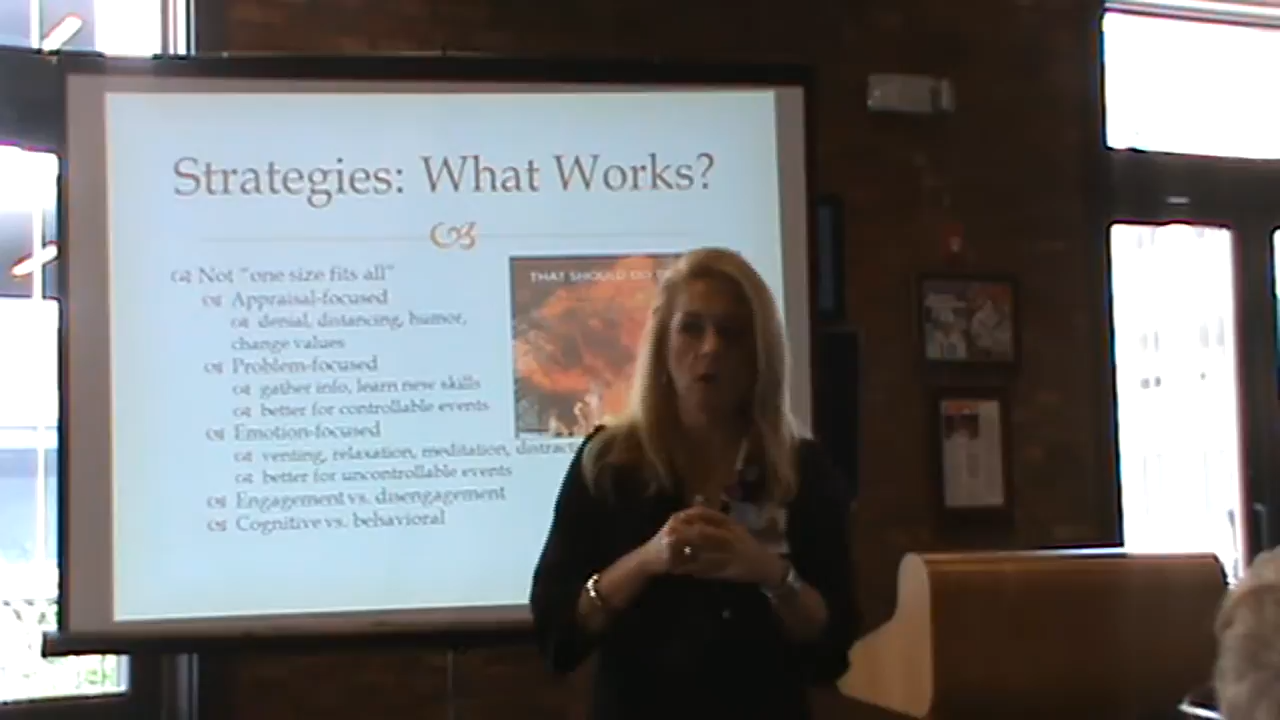 Strategies: What Works?
Not "one size fits all"
Appraisal-focused
denial, distancing, humor,
change values
Problem-focused
gather info, learn new skills
better for controllable events
Emotion-focused
venting, relaxation, meditation, distract
better for uncontrollable events
Engagement vs. disengagement
Cognitive vs. behavioral
THAT SHOULD DO